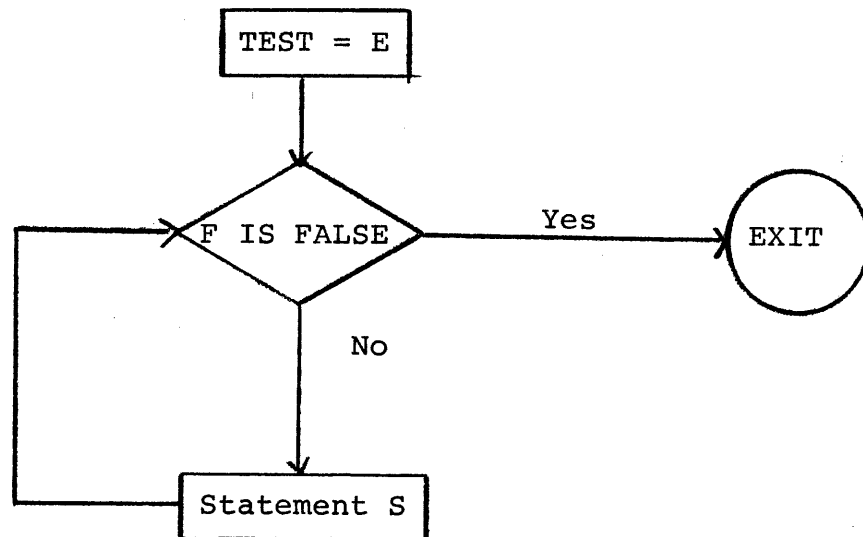 TEST = E
F IS FALSE
Yes
EXIT
No
Statement S